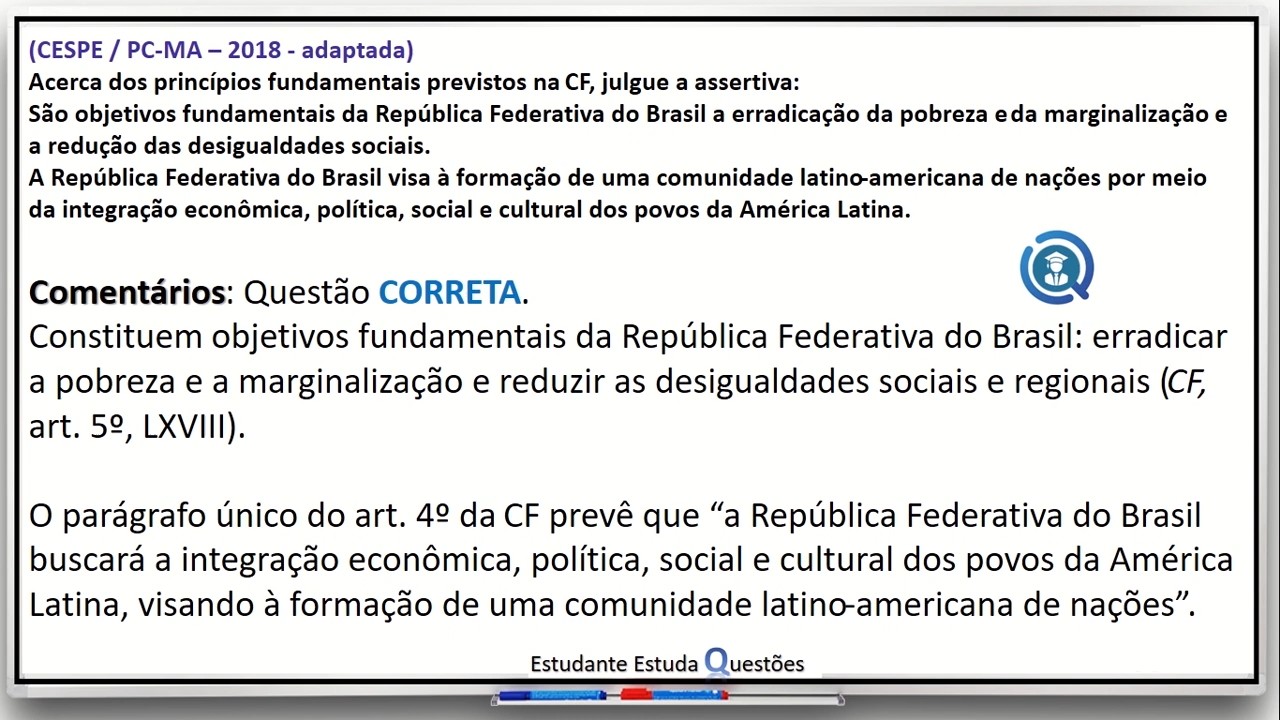 (CESPE / PC-MA – 2018 - adaptada)
Acerca dos princípios fundamentais previstos na CF, julgue a assertiva:
São objetivos fundamentais da República Federativa do Brasil a erradicação da pobreza e da marginalização e
a redução das desigualdades sociais.
A República Federativa do Brasil visa à formação de uma comunidade latino-americana de nações por meio
da integração econômica, política, social e cultural dos povos da América Latina.
Comentários: Questão CORRETA.
Constituem objetivos fundamentais da República Federativa do Brasil: erradicar
a pobreza e a marginalização e reduzir as desigualdades sociais e regionais (CF,
art. 5º, LXVIII).
O parágrafo único do art. 4º da CF prevê que “a República Federativa do Brasil
buscará a integração econômica, política, social e cultural dos povos da América
Latina, visando à formação de uma comunidade latino-americana de nações”.
Estudante Estuda Questões